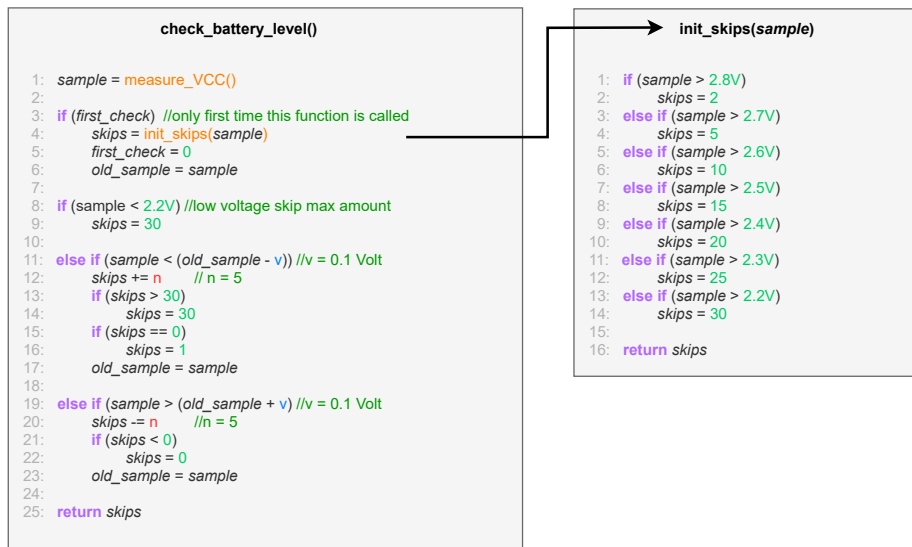 check_battery_level()
1: sample = measure_VCC()
2:
3: if (first_check) //only first time this function is called
4: skips = init_skips(sample)
5: first_check = 0
6: old_sample = sample
7:
8: if (sample < 2.2V) //low voltage skip max amount
9: skips = 30
10:
11: else if (sample < (old_sample - v)) //v = 0.1 Volt
12: skips += n // n = 5
13: if (skips > 30)
14: skips = 30
15: if (skips == 0)
16: skips = 1
17: old_sample = sample
18:
19: else if (sample > (old_sample + v) //v = 0.1 Volt
20: skips -= n //n = 5
21: if (skips < 0)
22: skips = 0
23: old_sample = sample
24:
25: return skips
init_skips(sample)
1: if (sample > 2.8V)
2: skips = 2
3: else if (sample > 2.7V)
4: skips = 5
5: else if (sample > 2.6V)
6: skips = 10
7: else if (sample > 2.5V)
8: skips = 15
9: else if (sample > 2.4V)
10: skips = 20
11: else if (sample > 2.3V)
12: skips = 25
13: else if (sample > 2.2V)
14: skips = 30
15:
16: return skips